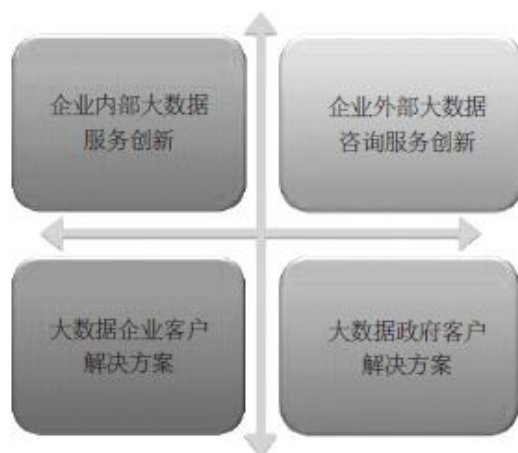 企业内部大数据
服务创新
企业外部大数据
咨询服务创新
大数据企业客户
解决方案
大数据政府客户
解决方案